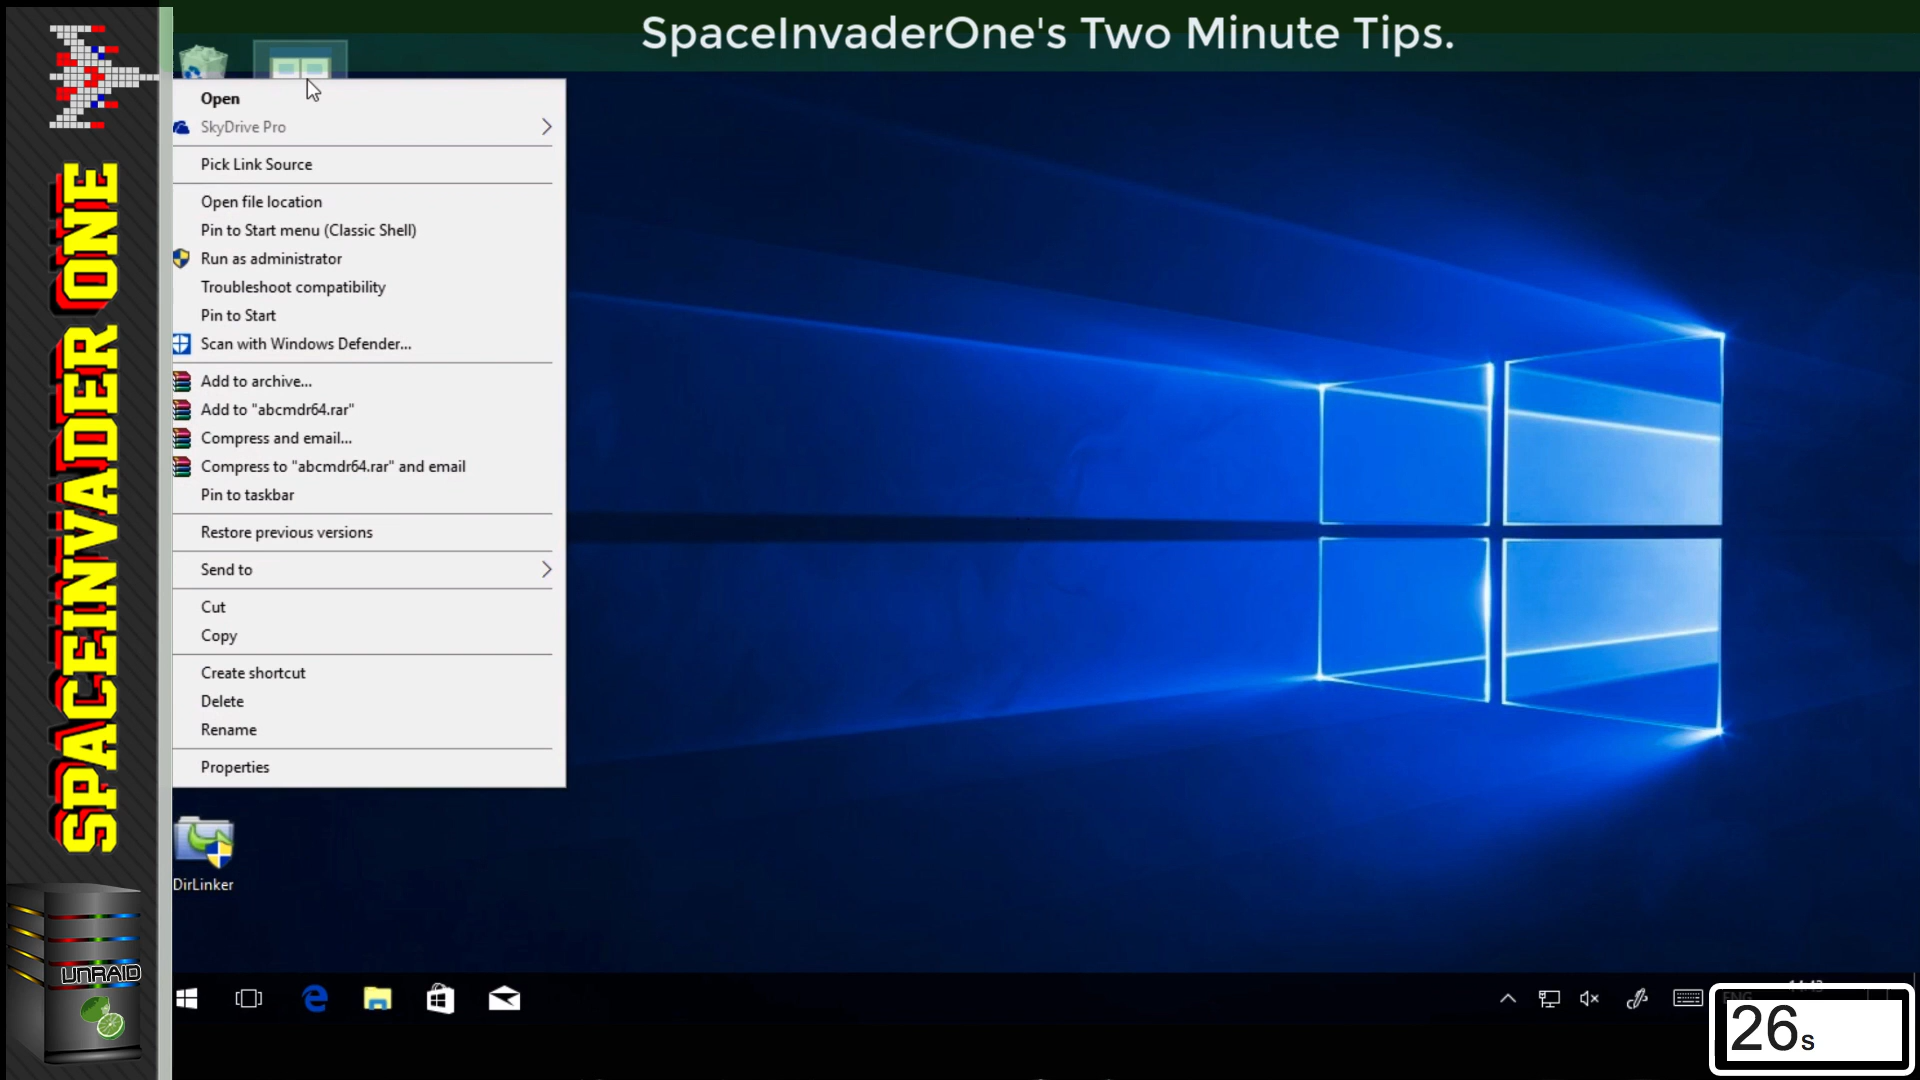 SpaceInvaderOne's Two Minute Tips.
SPACEINVADER ONE
Open
SkyDrive Pro
Pick Link Source
Open file location
Pin to Start menu (Classic Shell)
Run as administrator
Troubleshoot compatibility
Pin to Start
Scan with Windows Defender...
Add to archive...
Add to "abcmdr64.rar"
Compress and email...
Compress to "abcmdr64.rar" and email
Pin to taskbar
Restore previous versions
Send to
Cut
Copy
Create shortcut
Delete
Rename
Properties
DirLinker
UNRAID
ENG
26s